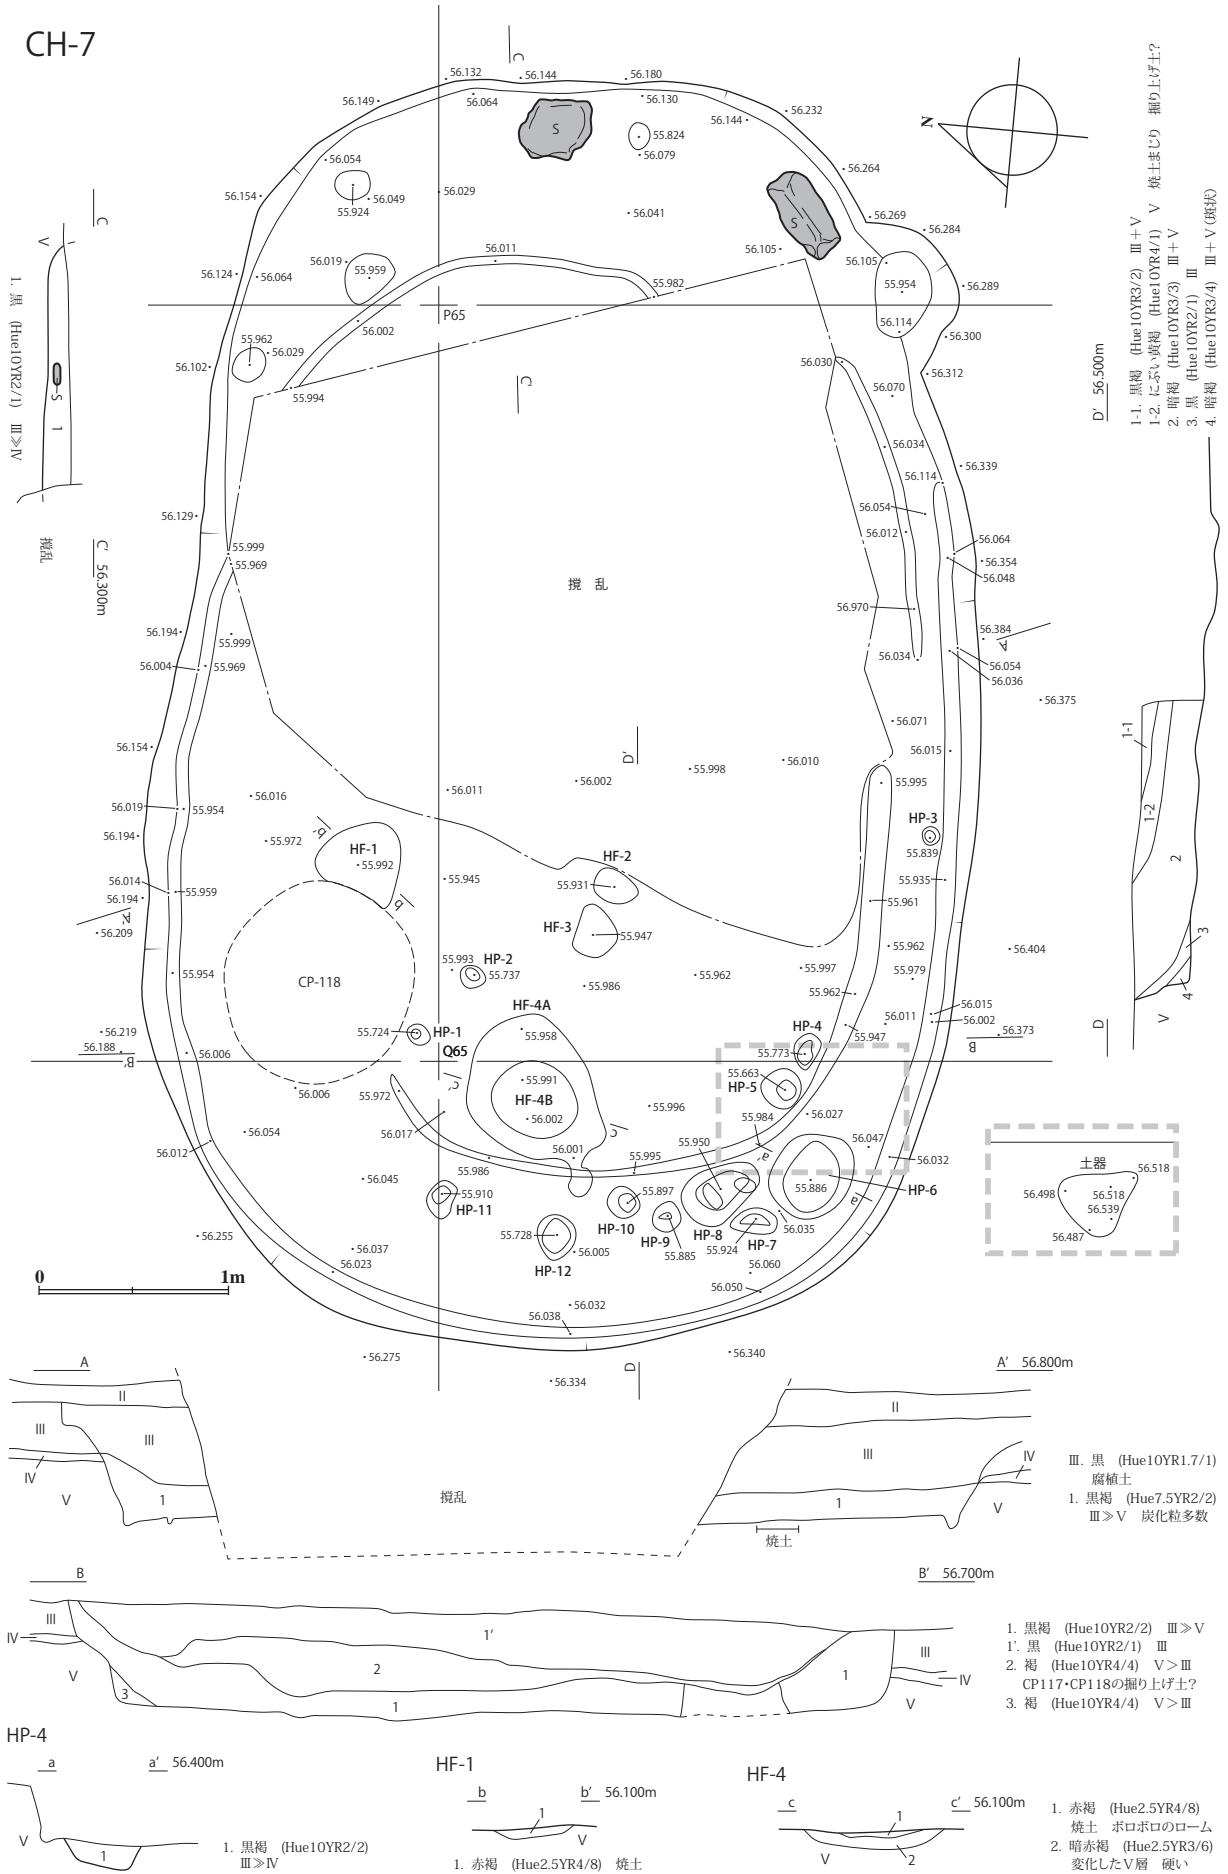 CH-7
C
56.132
56.144
56.180
56.149
56.064
56.130
56.232
56.144
S
55.824
56.079
56.054
56.264
56.154
56.049
56.029
55.924
56.041
S
56.269
56.284
56.105
56.011
56.019
55.959
56.105
56.124
56.064
55.982
55.954
56.289
P65
56.002
56.114
55.962
56.029
56.300
56.102
56.030
56.312
C'
55.994
56.070
56.034
56.339
56.114
56.129
56.054
56.012
56.064
55.999
56.354
55.969
56.048
撹 乱
56.970
56.194
55.999
56.384
A
56.004
55.969
56.034
56.054
56.036
56.375
56.071
56.154
D'
56.015
55.998
56.010
56.002
55.995
56.016
56.011
56.019
55.954
HP-3
56.194
55.972
b'
HF-1
55.839
HF-2
55.992
56.014
55.959
55.945
55.931
55.935
56.194
b
A'
55.961
56.209
HF-3
55.947
55.962
56.404
HP-2
55.993
55.737
55.997
55.954
CP-118
55.962
55.979
55.986
55.962
HF-4A
56.015
56.219
55.724
HP-1
55.958
HP-4
56.011
56.002
56.373
56.188
B'
56.006
Q65
55.773
55.947
B
55.663
55.991
HP-5
c'
56.006
55.972
HF-4B
56.002
55.996
55.984
56.027
56.054
56.017
c
56.012
56.001
55.995
55.950
a'
56.047
56.032
55.986
56.045
55.910
55.897
55.886
HP-6
a
HP-11
HP-10
HP-9
HP-8
HP-7
56.035
56.255
55.728
55.885
55.924
56.037
56.005
56.023
HP-12
56.060
56.050
56.032
56.038
56.275
56.340
56.334
D
0
1m
N
土器
56.518
56.498
56.518
56.539
56.487
C
V
S
1
撹乱
C' 56.300m
1. 黒 (Hue10YR2/1) Ⅲ≫Ⅳ
D' 56.500m
1-1. 黒褐 (Hue10YR3/2) Ⅲ+V
1-2. にぶい黄褐 (Hue10YR4/1) V 焼土まじり 掘り上げ土?
2. 暗褐 (Hue10YR3/3) Ⅲ+V
3. 黒 (Hue10YR2/1) Ⅲ
4. 暗褐 (Hue10YR3/4) Ⅲ+V(斑状)
1-1
1-2
2
3
4
V
D
A
A' 56.800m
II
II
III
III
III
IV
IV
V
V
1
1
撹乱
焼土
Ⅲ. 黒 (Hue10YR1.7/1)
腐植土
1. 黒褐 (Hue7.5YR2/2)
Ⅲ≫V 炭化粒多数
B
B' 56.700m
III
III
IV
IV
V
V
1'
2
1
1
3
1. 黒褐 (Hue10YR2/2) Ⅲ≫V
1'. 黒 (Hue10YR2/1) Ⅲ
2. 褐 (Hue10YR4/4) V>Ⅲ
CP117・CP118の掘り上げ土?
3. 褐 (Hue10YR4/4) V>Ⅲ
HP-4
a
a' 56.400m
V
1
1. 黒褐 (Hue10YR2/2)
Ⅲ≫Ⅳ
HF-1
b
b' 56.100m
1
V
1. 赤褐 (Hue2.5YR4/8) 焼土
HF-4
c
c' 56.100m
1
V
2
1. 赤褐 (Hue2.5YR4/8)
焼土 ボロボロのローム
2. 暗赤褐 (Hue2.5YR3/6)
変化したV層 硬い